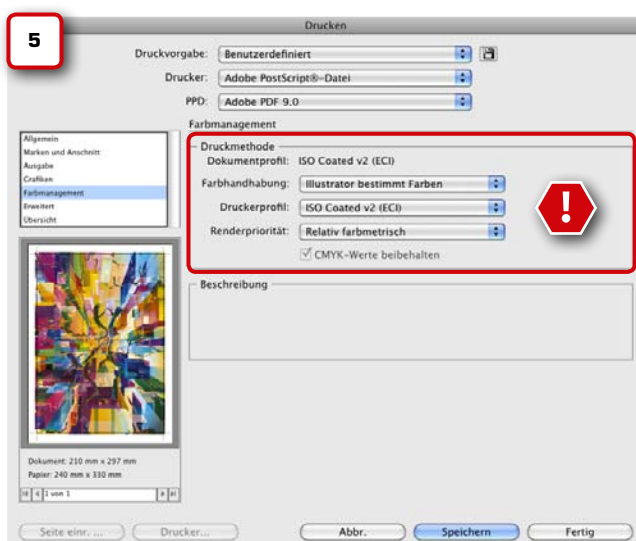 Drucken
5
Druckvorgabe: Benutzerdefiniert
Drucker: Adobe PostScript®-Datei
PPD: Adobe PDF 9.0
Farbmanagement
Allgemein
Marken und Anschnitt
Ausgabe
Grafiken
Farbmanagement
Erweitert
Übersicht
Druckmethode
Dokumentprofil: ISO Coated v2 (ECI)
Farbhandhabung: Illustrator bestimmt Farben
Druckerprofil: ISO Coated v2 (ECI)
Renderpriorität: Relativ farbmetrisch
CMYK-Werte beibehalten
!
Beschreibung
Dokument: 210 mm x 297 mm
Papier: 240 mm x 330 mm
1 von 1
Seite einr. ... Drucker... Abbr. Speichern Fertig